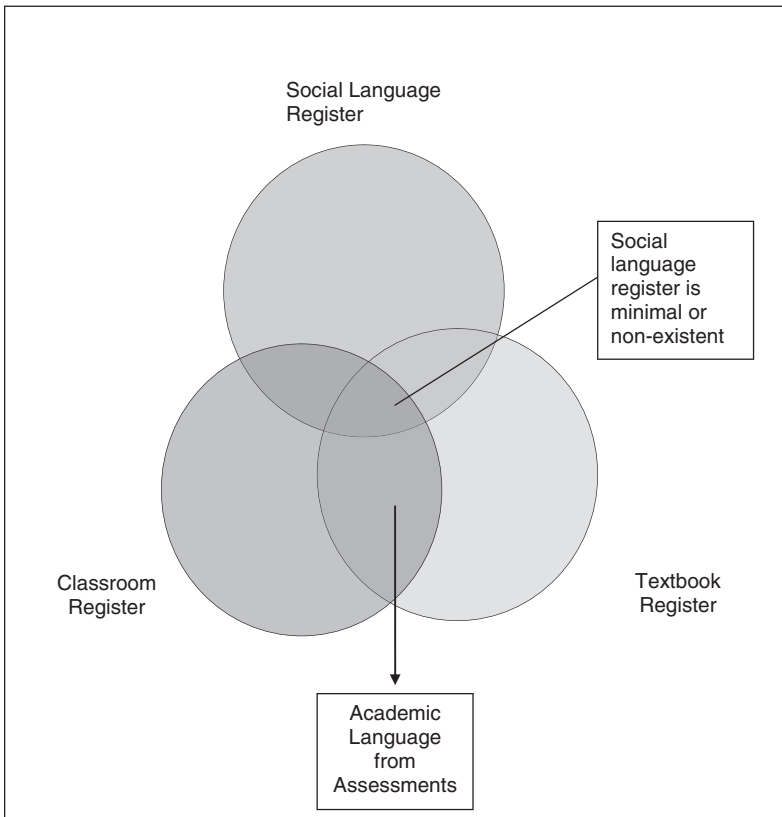 Social Language
Register
Social
language
register is
minimal or
non-existent
Classroom
Register
Textbook
Register
Academic
Language
from
Assessments